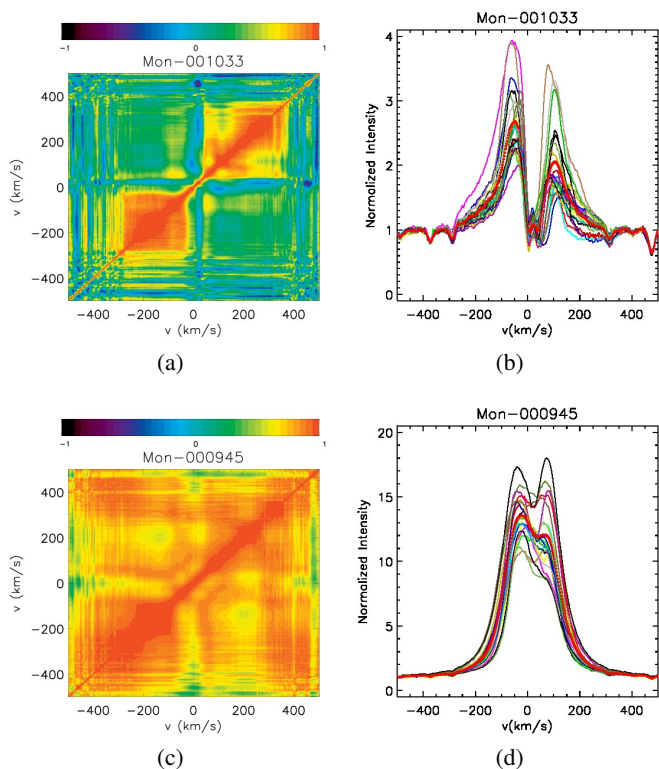 Mon-001033
-1 0 1
Mon-001033
400
200
0
-200
-400
v (km/s)
-400 -200 0 200 400
v (km/s)
(a)
4
3
2
1
Normalized Intensity
-400 -200 0 200 400
v(km/s)
(b)
-1 0 1
Mon-000945
400
200
0
-200
-400
v (km/s)
-400 -200 0 200 400
v (km/s)
(c)
Mon-000945
20
15
10
5
0
Normalized Intensity
-400 -200 0 200 400
v(km/s)
(d)